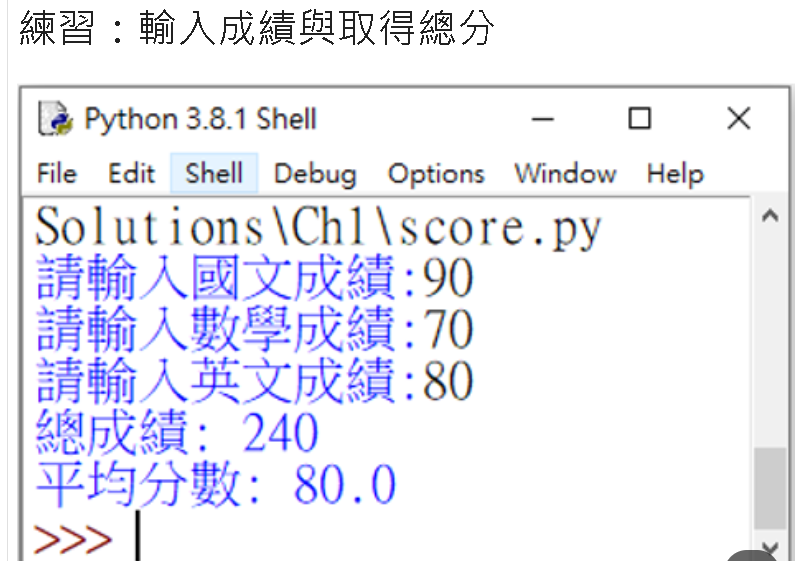 練習：輸入成績與取得總分
Python 3.8.1 Shell
File Edit Shell Debug Options Window Help
Solutions\Ch1\score.py
請輸入國文成績:90
請輸入數學成績:70
請輸入英文成績:80
總成績: 240
平均分數: 80.0
>>>